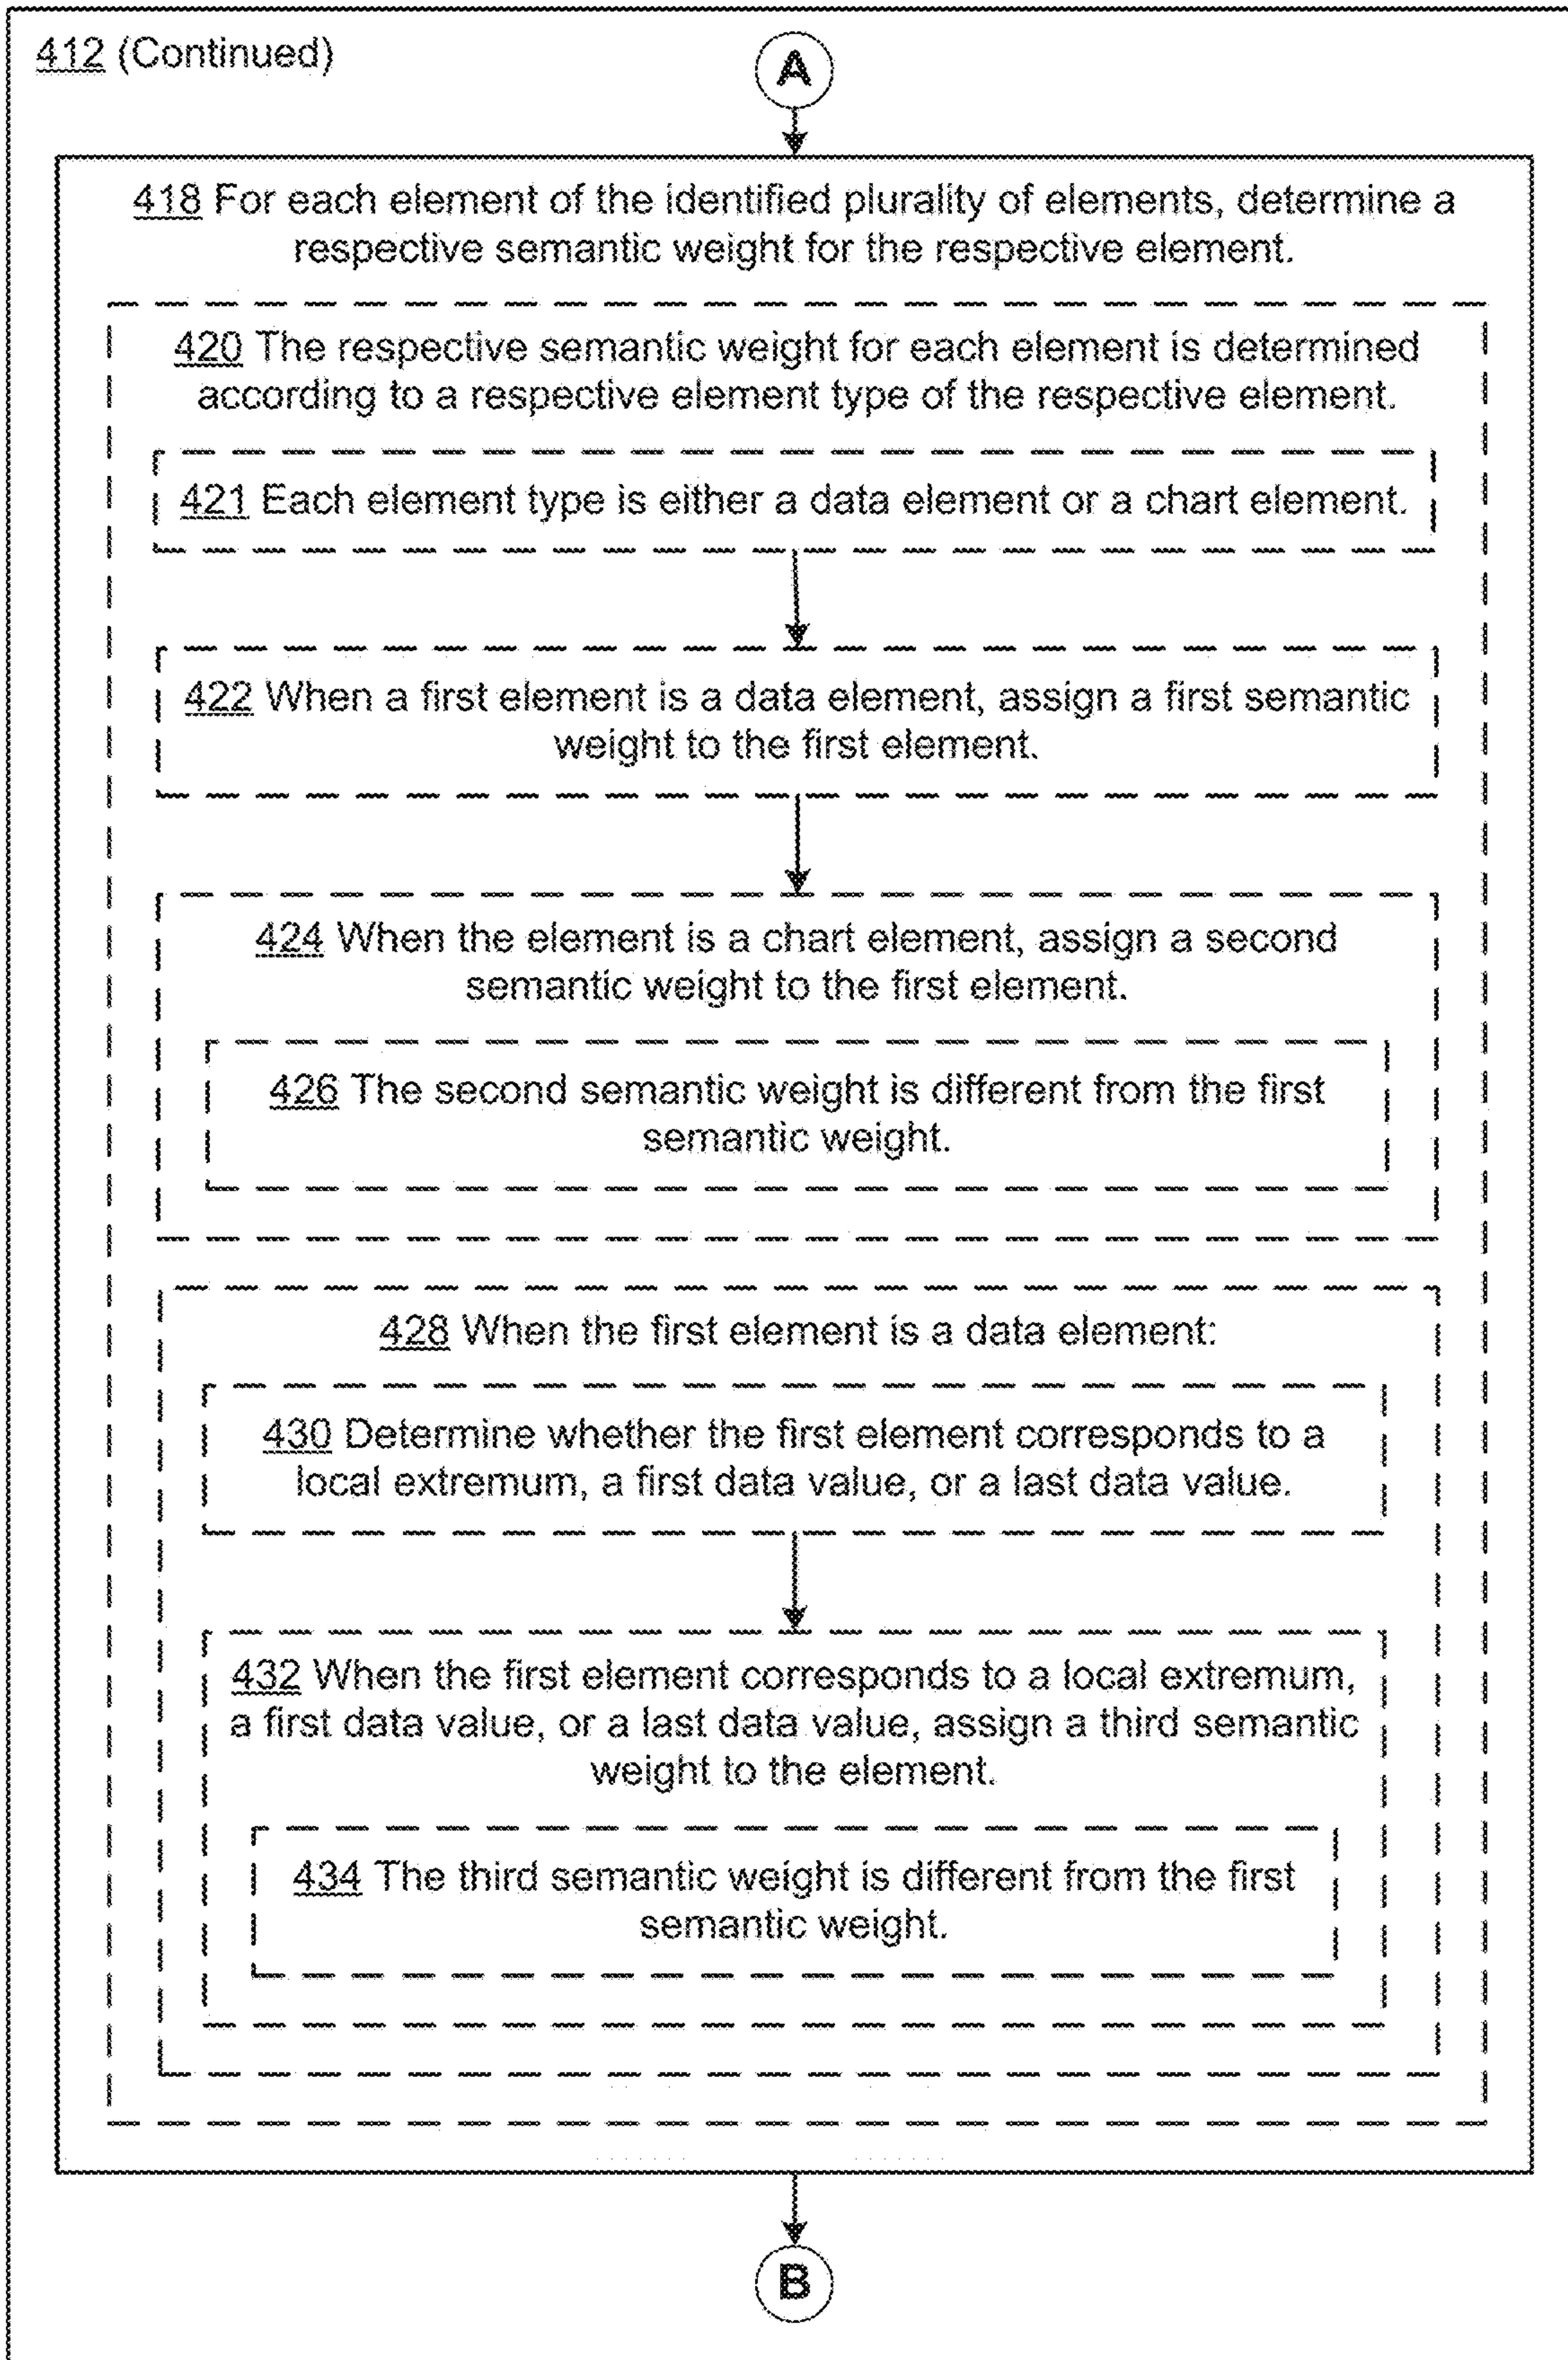 412 (Continued)
A
418 For each element of the identified plurality of elements, determine a
respective semantic weight for the respective element.
420 The respective semantic weight for each element is determined
according to a respective element type of the respective element.
421 Each element type is either a data element or a chart element.
422 When a first element is a data element, assign a first semantic
weight to the first element.
424 When the element is a chart element, assign a second
semantic weight to the first element.
426 The second semantic weight is different from the first
semantic weight.
428 When the first element is a data element:
430 Determine whether the first element corresponds to a
local extremum, a first data value, or a last data value.
432 When the first element corresponds to a local extremum,
a first data value, or a last data value, assign a third semantic
weight to the element.
434 The third semantic weight is different from the first
semantic weight.
B